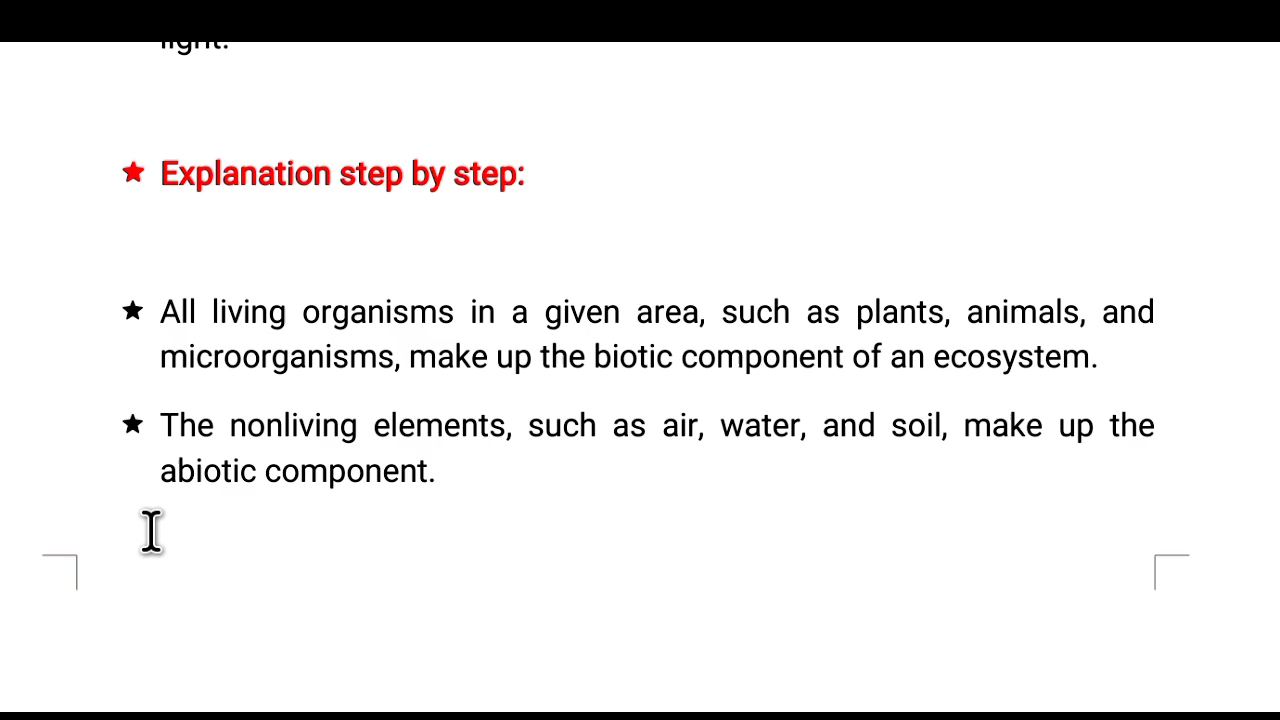 light.
★ Explanation step by step:
★ All living organisms in a given area, such as plants, animals, and
microorganisms, make up the biotic component of an ecosystem.
★ The nonliving elements, such as air, water, and soil, make up the
abiotic component.